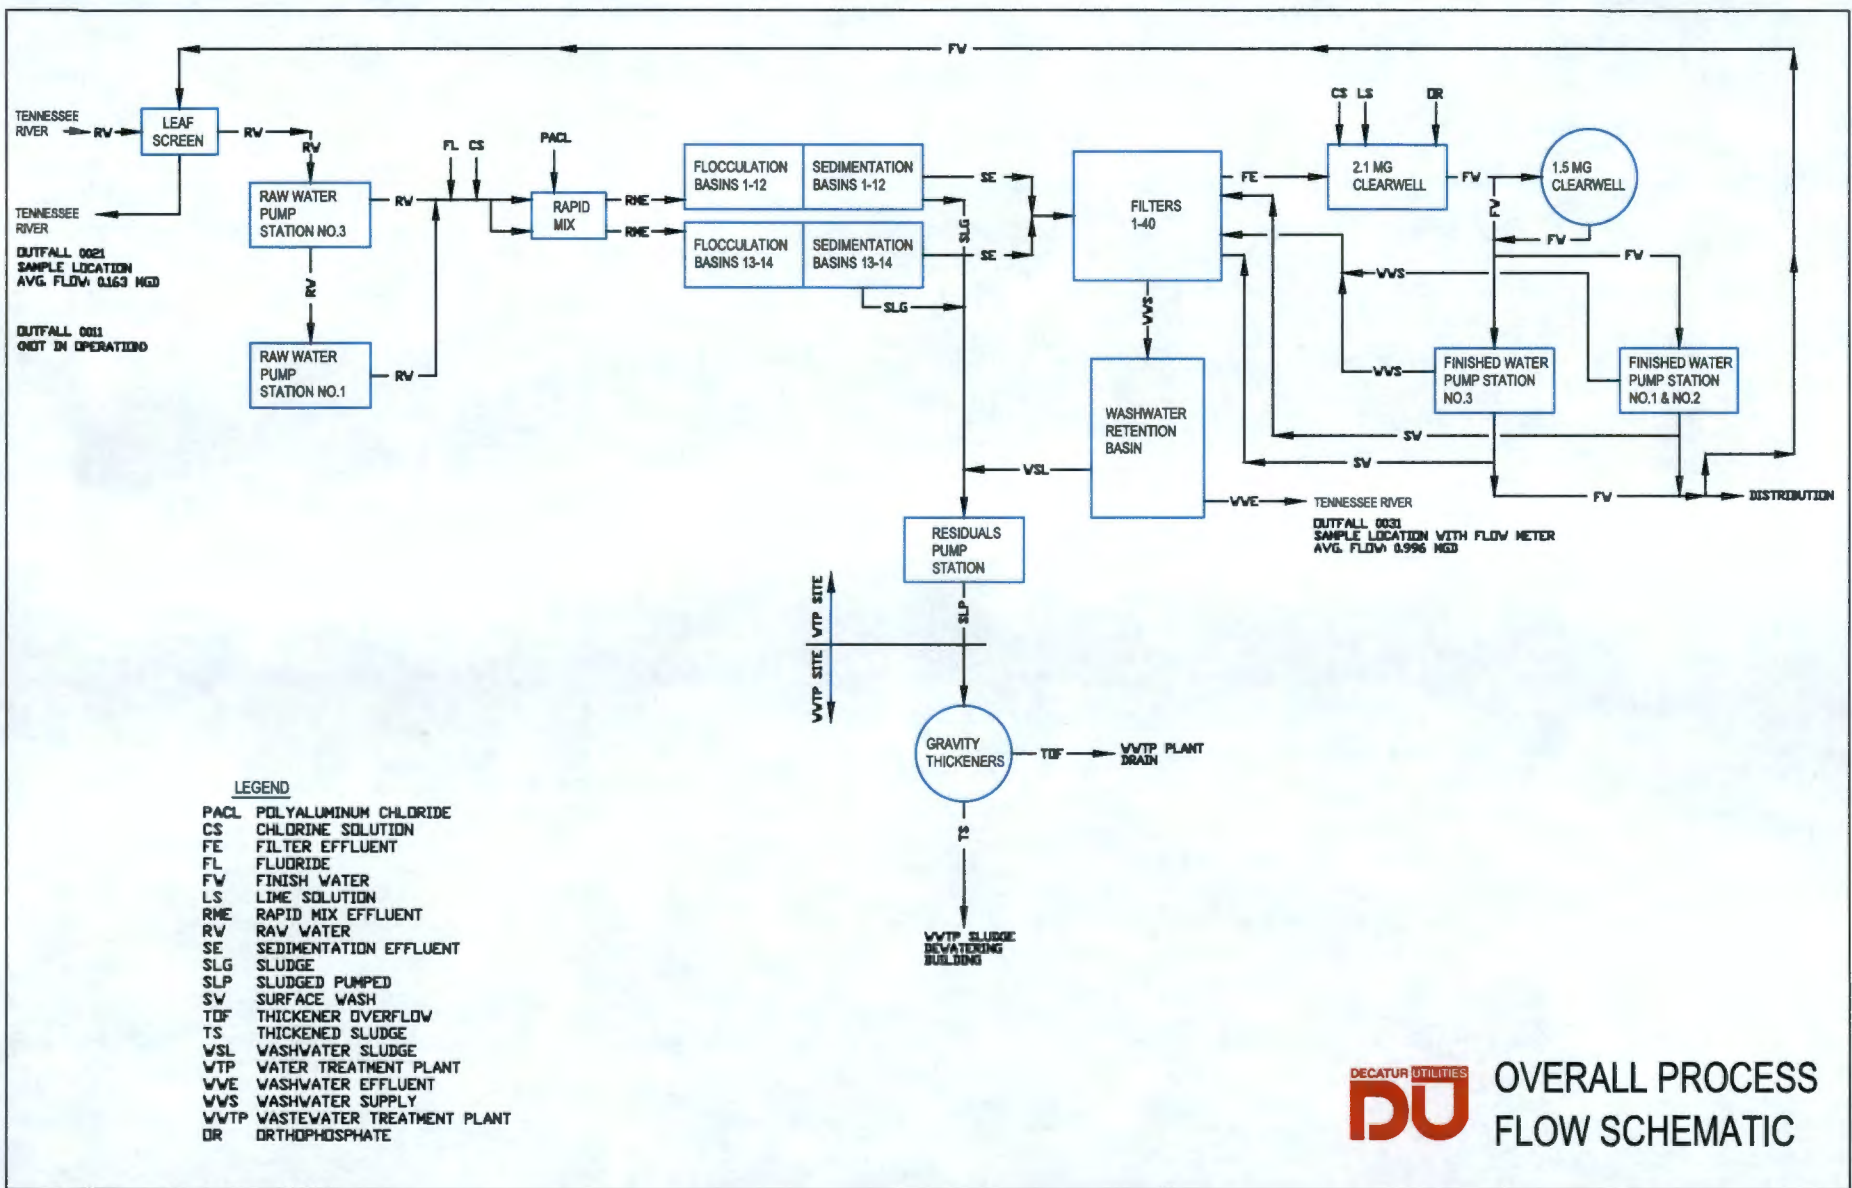 FW
CS LS OR
TENNESSEE
RIVER
RW
LEAF
SCREEN
RW
RW
FL CS
PACL
FLOCCULATION
BASINS 1-12
SEDIMENTATION
BASINS 1-12
SE
FILTERS
1-40
FE
2.1 MG
CLEARWELL
FW
1.5 MG
CLEARWELL
RAW WATER
PUMP
STATION NO.3
RW
RAPID
MIX
RME
RME
SLG
FW
FW
FW
TENNESSEE
RIVER
OUTFALL 0021
SAMPLE LOCATION
AVG. FLOW: 0.163 MGD
FLOCCULATION
BASINS 13-14
SEDIMENTATION
BASINS 13-14
SE
SLG
WWS
WWS
RW
OUTFALL 0011
(NOT IN OPERATION)
RAW WATER
PUMP
STATION NO.1
RW
WWS
FINISHED WATER
PUMP STATION
NO.3
FINISHED WATER
PUMP STATION
NO.1 & NO.2
WASHWATER
RETENTION
BASIN
SW
SW
WSL
WWE
TENNESSEE RIVER
FW
DISTRIBUTION
OUTFALL 0031
SAMPLE LOCATION WITH FLOW METER
AVG. FLOW: 0.996 MGD
RESIDUALS
PUMP
STATION
SLP
WTP SITE
WWTP SITE
GRAVITY
THICKENERS
TOF
WWTP PLANT
DRAIN
TS
WWTP SLUDGE
DEWATERING
BUILDING
LEGEND
PACL POLYALUMINUM CHLORIDE
CS CHLORINE SOLUTION
FE FILTER EFFLUENT
FL FLUORIDE
FW FINISH WATER
LS LIME SOLUTION
RME RAPID MIX EFFLUENT
RW RAW WATER
SE SEDIMENTATION EFFLUENT
SLG SLUDGE
SLP SLUDGED PUMPED
SW SURFACE WASH
TOF THICKENER OVERFLOW
TS THICKENED SLUDGE
WSL WASHWATER SLUDGE
WTP WATER TREATMENT PLANT
WWE WASHWATER EFFLUENT
WWS WASHWATER SUPPLY
WWTP WASTEWATER TREATMENT PLANT
OR ORTHOPHOSPHATE
DECATUR UTILITIES
DU
OVERALL PROCESS
FLOW SCHEMATIC